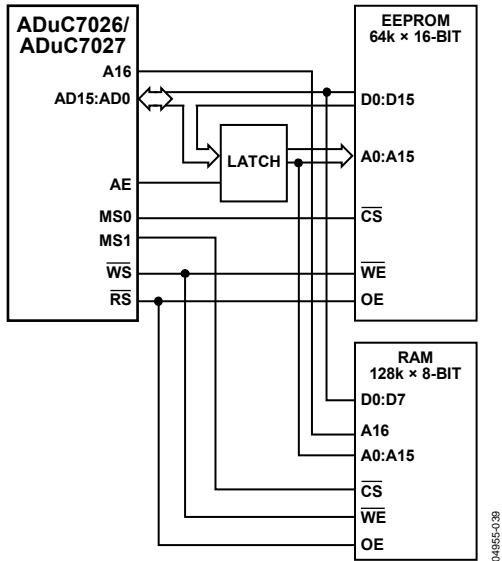 ADuC7026/
ADuC7027
A16
AD15:AD0
AE
MS0
MS1
WS
RS
LATCH
EEPROM
64k × 16-BIT
D0:D15
A0:A15
CS
WE
OE
RAM
128k × 8-BIT
D0:D7
A16
A0:A15
CS
WE
OE
04955-039